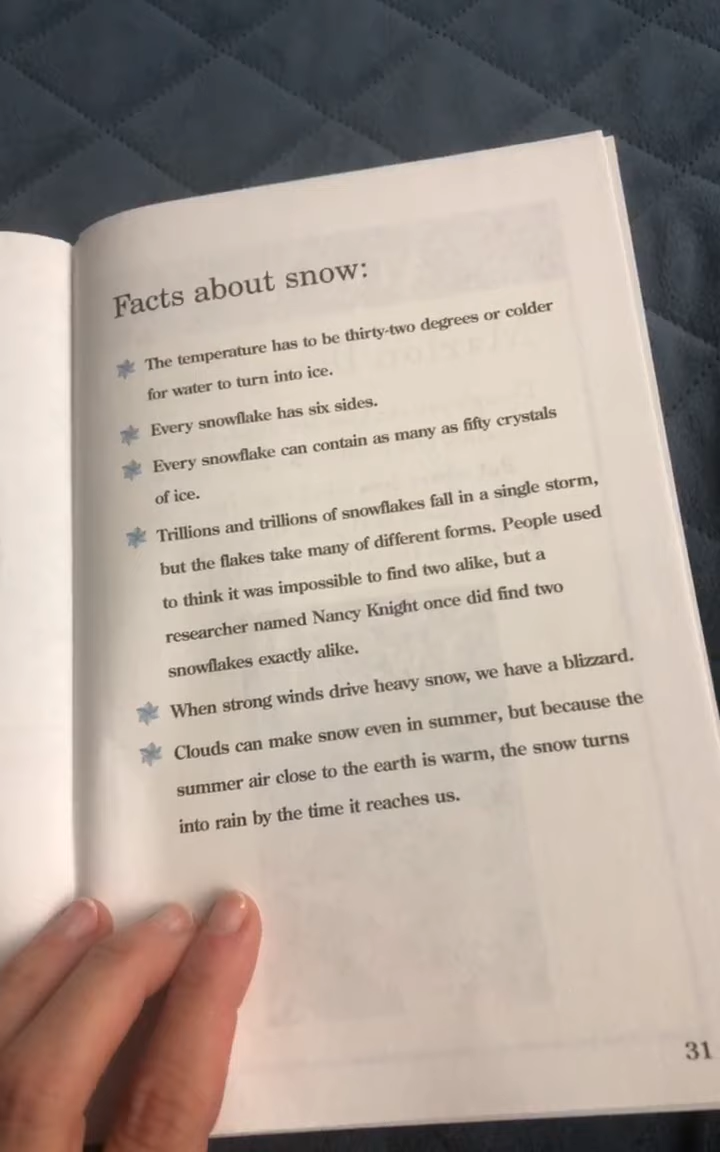 Facts about snow:
The temperature has to be thirty-two degrees or colder
for water to turn into ice.
Every snowflake has six sides.
Every snowflake can contain as many as fifty crystals
of ice.
Trillions and trillions of snowflakes fall in a single storm,
but the flakes take many of different forms. People used
to think it was impossible to find two alike, but a
researcher named Nancy Knight once did find two
snowflakes exactly alike.
When strong winds drive heavy snow, we have a blizzard.
Clouds can make snow even in summer, but because the
summer air close to the earth is warm, the snow turns
into rain by the time it reaches us.
31